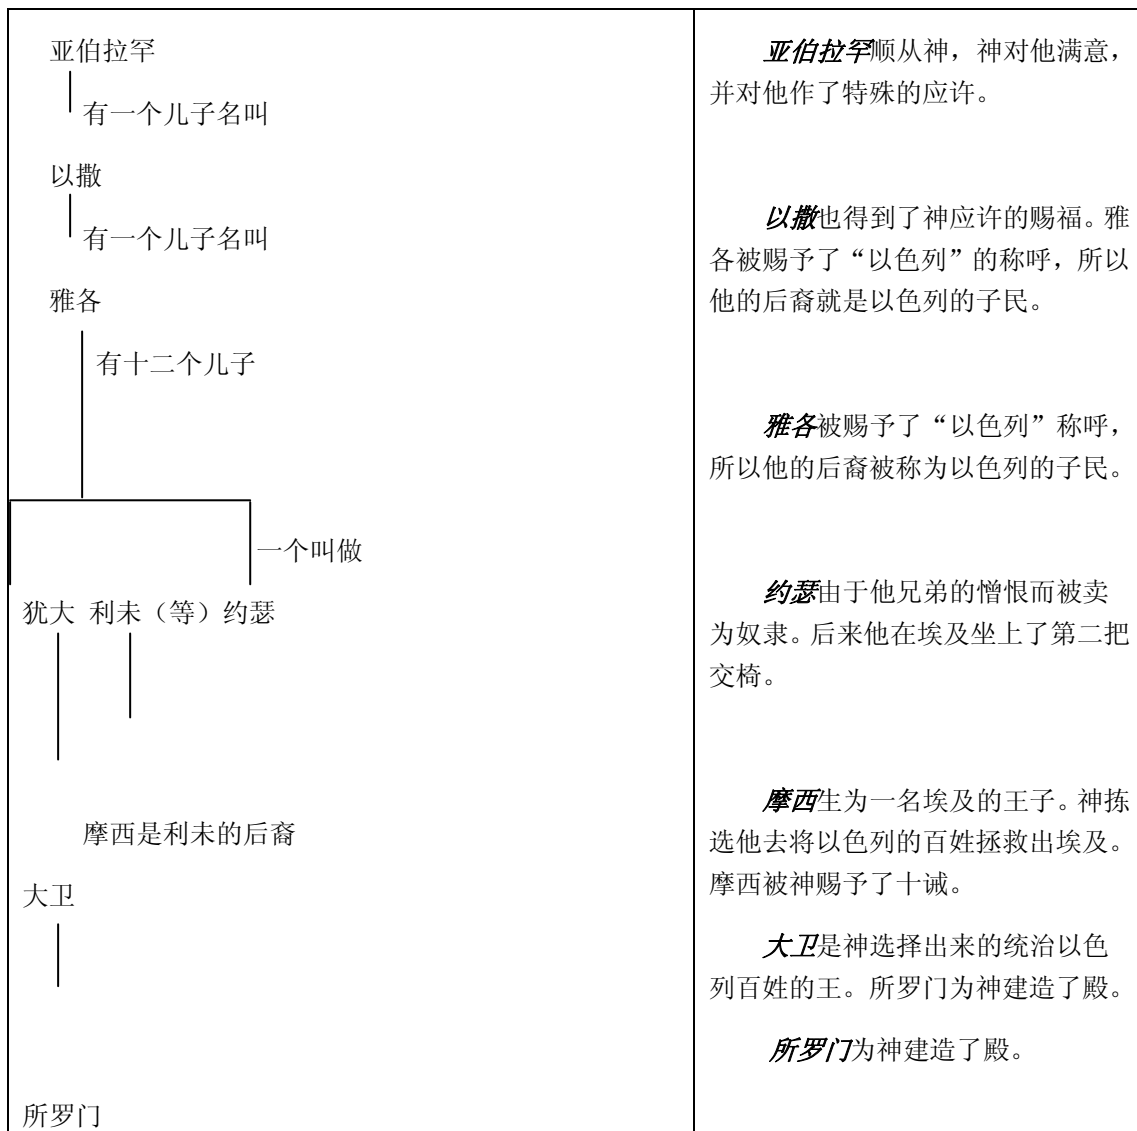 亚伯拉罕
有一个儿子名叫
以撒
有一个儿子名叫
雅各
有十二个儿子
一个叫做
犹大 利未（等）约瑟
摩西是利未的后裔
大卫
所罗门
亚伯拉罕顺从神，神对他满意，
并对他作了特殊的应许。
以撒也得到了神应许的赐福。雅
各被赐予了“以色列”的称呼，所以
他的后裔就是以色列的子民。
雅各被赐予了“以色列”称呼，
所以他的后裔被称为以色列的子民。
约瑟由于他兄弟的憎恨而被卖
为奴隶。后来他在埃及坐上了第二把
交椅。
摩西生为一名埃及的王子。神拣
选他去将以色列的百姓拯救出埃及。
摩西被神赐予了十诫。
大卫是神选择出来的统治以色
列百姓的王。所罗门为神建造了殿。
所罗门为神建造了殿。